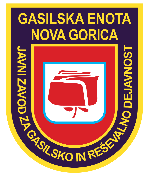 GASILSKA ENOTA
NOVA GORICA
JAVNI ZAVOD ZA GASILSKO IN REŠEVALNO DEJAVNOST